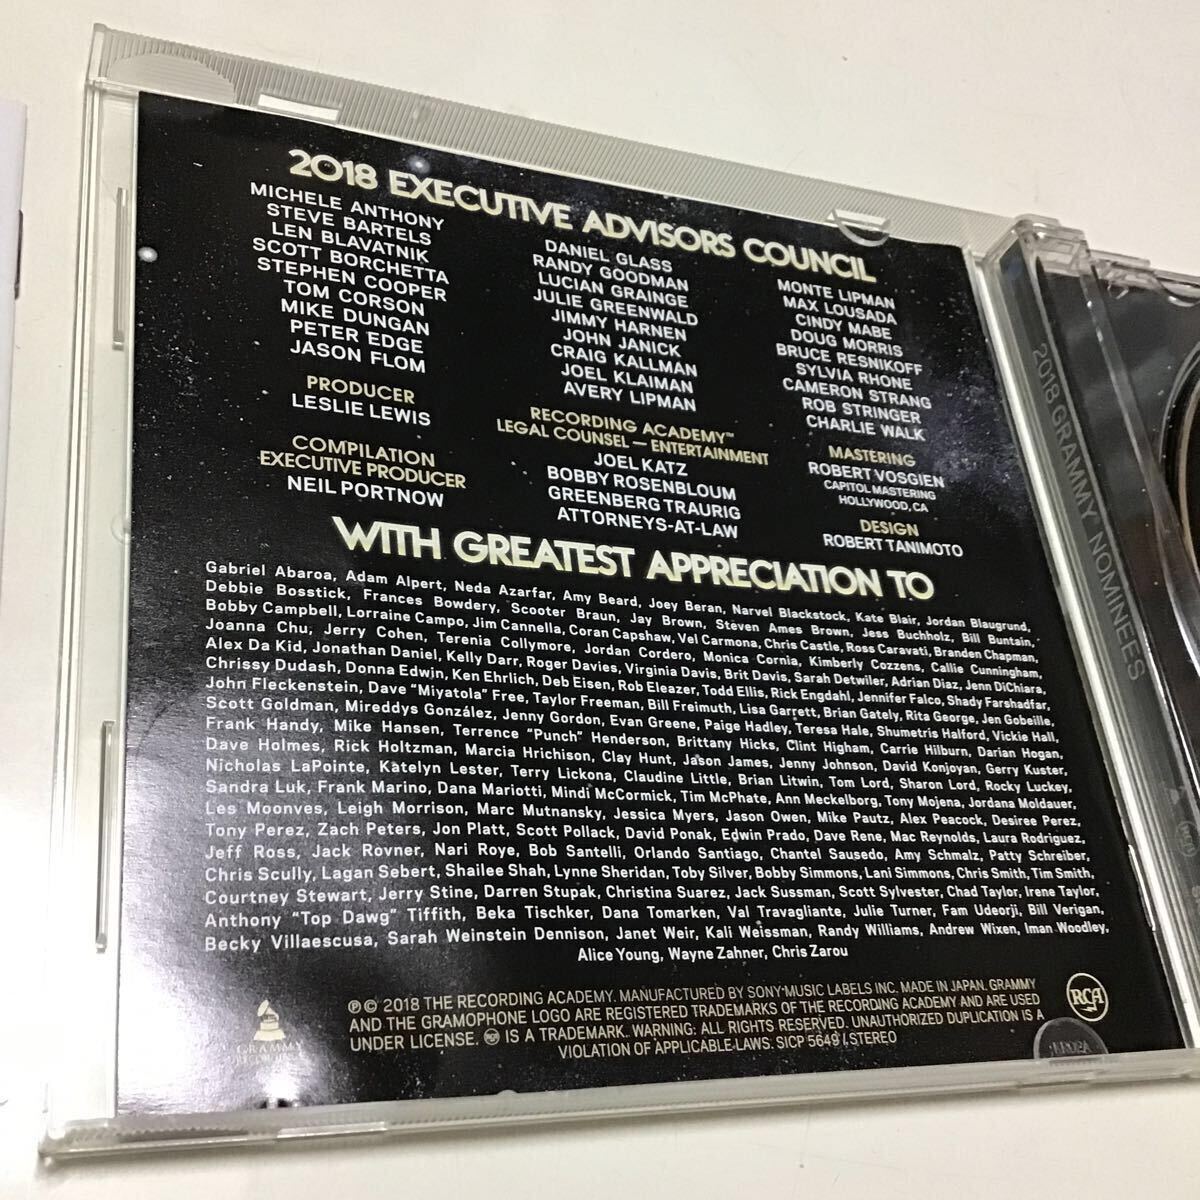 2018 EXECUTIVE ADVISORS COUNCIL
MICHELE ANTHONY
STEVE BARTELS
LEN BLAVATNIK
SCOTT BORCHETTA
STEPHEN COOPER
TOM CORSON
MIKE DUNGAN
PETER EDGE
JASON FLOM
DANIEL GLASS
RANDY GOODMAN
LUCIAN GRAINGE
JULIE GREENWALD
JIMMY HARNEN
JOHN JANICK
CRAIG KALLMAN
JOEL KLAIMAN
AVERY LIPMAN
MONTE LIPMAN
MAX LOUSADA
CINDY MABE
DOUG MORRIS
BRUCE RESNIKOFF
SYLVIA RHONE
CAMERON STRANG
ROB STRINGER
CHARLIE WALK
PRODUCER
LESLIE LEWIS
COMPILATION
EXECUTIVE PRODUCER
NEIL PORTNOW
RECORDING ACADEMY™
LEGAL COUNSEL — ENTERTAINMENT
JOEL KATZ
BOBBY ROSENBLOUM
GREENBERG TRAURIG
ATTORNEYS-AT-LAW
MASTERING
ROBERT VOSGIEN
CAPITOL MASTERING
HOLLYWOOD, CA
DESIGN
ROBERT TANIMOTO
WITH GREATEST APPRECIATION TO
Gabriel Abaroa, Adam Alpert, Neda Azarfar, Amy Beard, Joey Beran, Narvel Blackstock, Kate Blair, Jordan Blaugrund,
Debbie Bosstick, Frances Bowdery, Scooter Braun, Jay Brown, Steven Ames Brown, Jess Buchholz, Bill Buntain,
Bobby Campbell, Lorraine Campo, Jim Cannella, Coran Capshaw, Vel Carmona, Chris Castle, Ross Caravati, Branden Chapman,
Joanna Chu, Jerry Cohen, Terenia Collymore, Jordan Cordero, Monica Cornia, Kimberly Cozzens, Callie Cunningham,
Alex Da Kid, Jonathan Daniel, Kelly Darr, Roger Davies, Virginia Davis, Brit Davis, Sarah Detwiler, Adrian Diaz, Jenn DiChiara,
Chrissy Dudash, Donna Edwin, Ken Ehrlich, Deb Eisen, Rob Eleazer, Todd Ellis, Rick Engdahl, Jennifer Falco, Shady Farshadfar,
John Fleckenstein, Dave "Miyatola" Free, Taylor Freeman, Bill Freimuth, Lisa Garrett, Brian Gately, Rita George, Jen Gobeille,
Scott Goldman, Mireddys González, Jenny Gordon, Evan Greene, Paige Hadley, Teresa Hale, Shumetris Halford, Vickie Hall,
Frank Handy, Mike Hansen, Terrence "Punch" Henderson, Brittany Hicks, Clint Higham, Carrie Hilburn, Darian Hogan,
Dave Holmes, Rick Holtzman, Marcia Hrichison, Clay Hunt, Jason James, Jenny Johnson, David Konjoyan, Gerry Kuster,
Nicholas LaPointe, Katelyn Lester, Terry Lickona, Claudine Little, Brian Litwin, Tom Lord, Sharon Lord, Rocky Luckey,
Sandra Luk, Frank Marino, Dana Mariotti, Mindi McCormick, Tim McPhate, Ann Meckelborg, Tony Mojena, Jordana Moldauer,
Les Moonves, Leigh Morrison, Marc Mutnansky, Jessica Myers, Jason Owen, Mike Pautz, Alex Peacock, Desiree Perez,
Tony Perez, Zach Peters, Jon Platt, Scott Pollack, David Ponak, Edwin Prado, Dave Rene, Mac Reynolds, Laura Rodriguez,
Jeff Ross, Jack Rovner, Nari Roye, Bob Santelli, Orlando Santiago, Chantel Sausedo, Amy Schmalz, Patty Schreiber,
Chris Scully, Lagan Sebert, Shailee Shah, Lynne Sheridan, Toby Silver, Bobby Simmons, Lani Simmons, Chris Smith, Tim Smith,
Courtney Stewart, Jerry Stine, Darren Stupak, Christina Suarez, Jack Sussman, Scott Sylvester, Chad Taylor, Irene Taylor,
Anthony "Top Dawg" Tiffith, Beka Tischker, Dana Tomarken, Val Travagliante, Julie Turner, Fam Udeorji, Bill Verigan,
Becky Villaescusa, Sarah Weinstein Dennison, Janet Weir, Kali Weissman, Randy Williams, Andrew Wixen, Iman Woodley,
Alice Young, Wayne Zahner, Chris Zarou
℗© 2018 THE RECORDING ACADEMY. MANUFACTURED BY SONY MUSIC LABELS INC. MADE IN JAPAN. GRAMMY
AND THE GRAMOPHONE LOGO ARE REGISTERED TRADEMARKS OF THE RECORDING ACADEMY AND ARE USED
UNDER LICENSE. RCA IS A TRADEMARK. WARNING: ALL RIGHTS RESERVED. UNAUTHORIZED DUPLICATION IS A
VIOLATION OF APPLICABLE LAWS. SICP 5649 / STEREO
GRAMMY
RCA
2018 GRAMMY NOMINEES